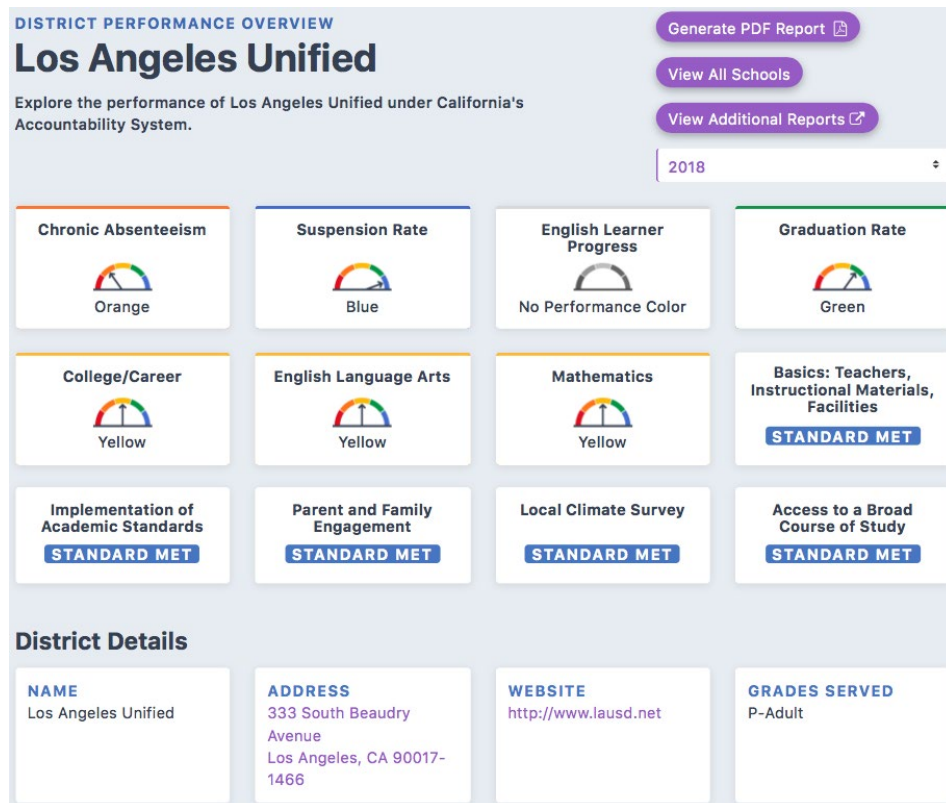 DISTRICT PERFORMANCE OVERVIEW
Los Angeles Unified
Explore the performance of Los Angeles Unified under California's
Accountability System.
Generate PDF Report
View All Schools
View Additional Reports
2018
Chronic Absenteeism
Orange
Suspension Rate
Blue
English Learner
Progress
No Performance Color
Graduation Rate
Green
College/Career
Yellow
English Language Arts
Yellow
Mathematics
Yellow
Basics: Teachers,
Instructional Materials,
Facilities
STANDARD MET
Implementation of
Academic Standards
STANDARD MET
Parent and Family
Engagement
STANDARD MET
Local Climate Survey
STANDARD MET
Access to a Broad
Course of Study
STANDARD MET
District Details
NAME
Los Angeles Unified
ADDRESS
333 South Beaudry
Avenue
Los Angeles, CA 90017-
1466
WEBSITE
http://www.lausd.net
GRADES SERVED
P-Adult